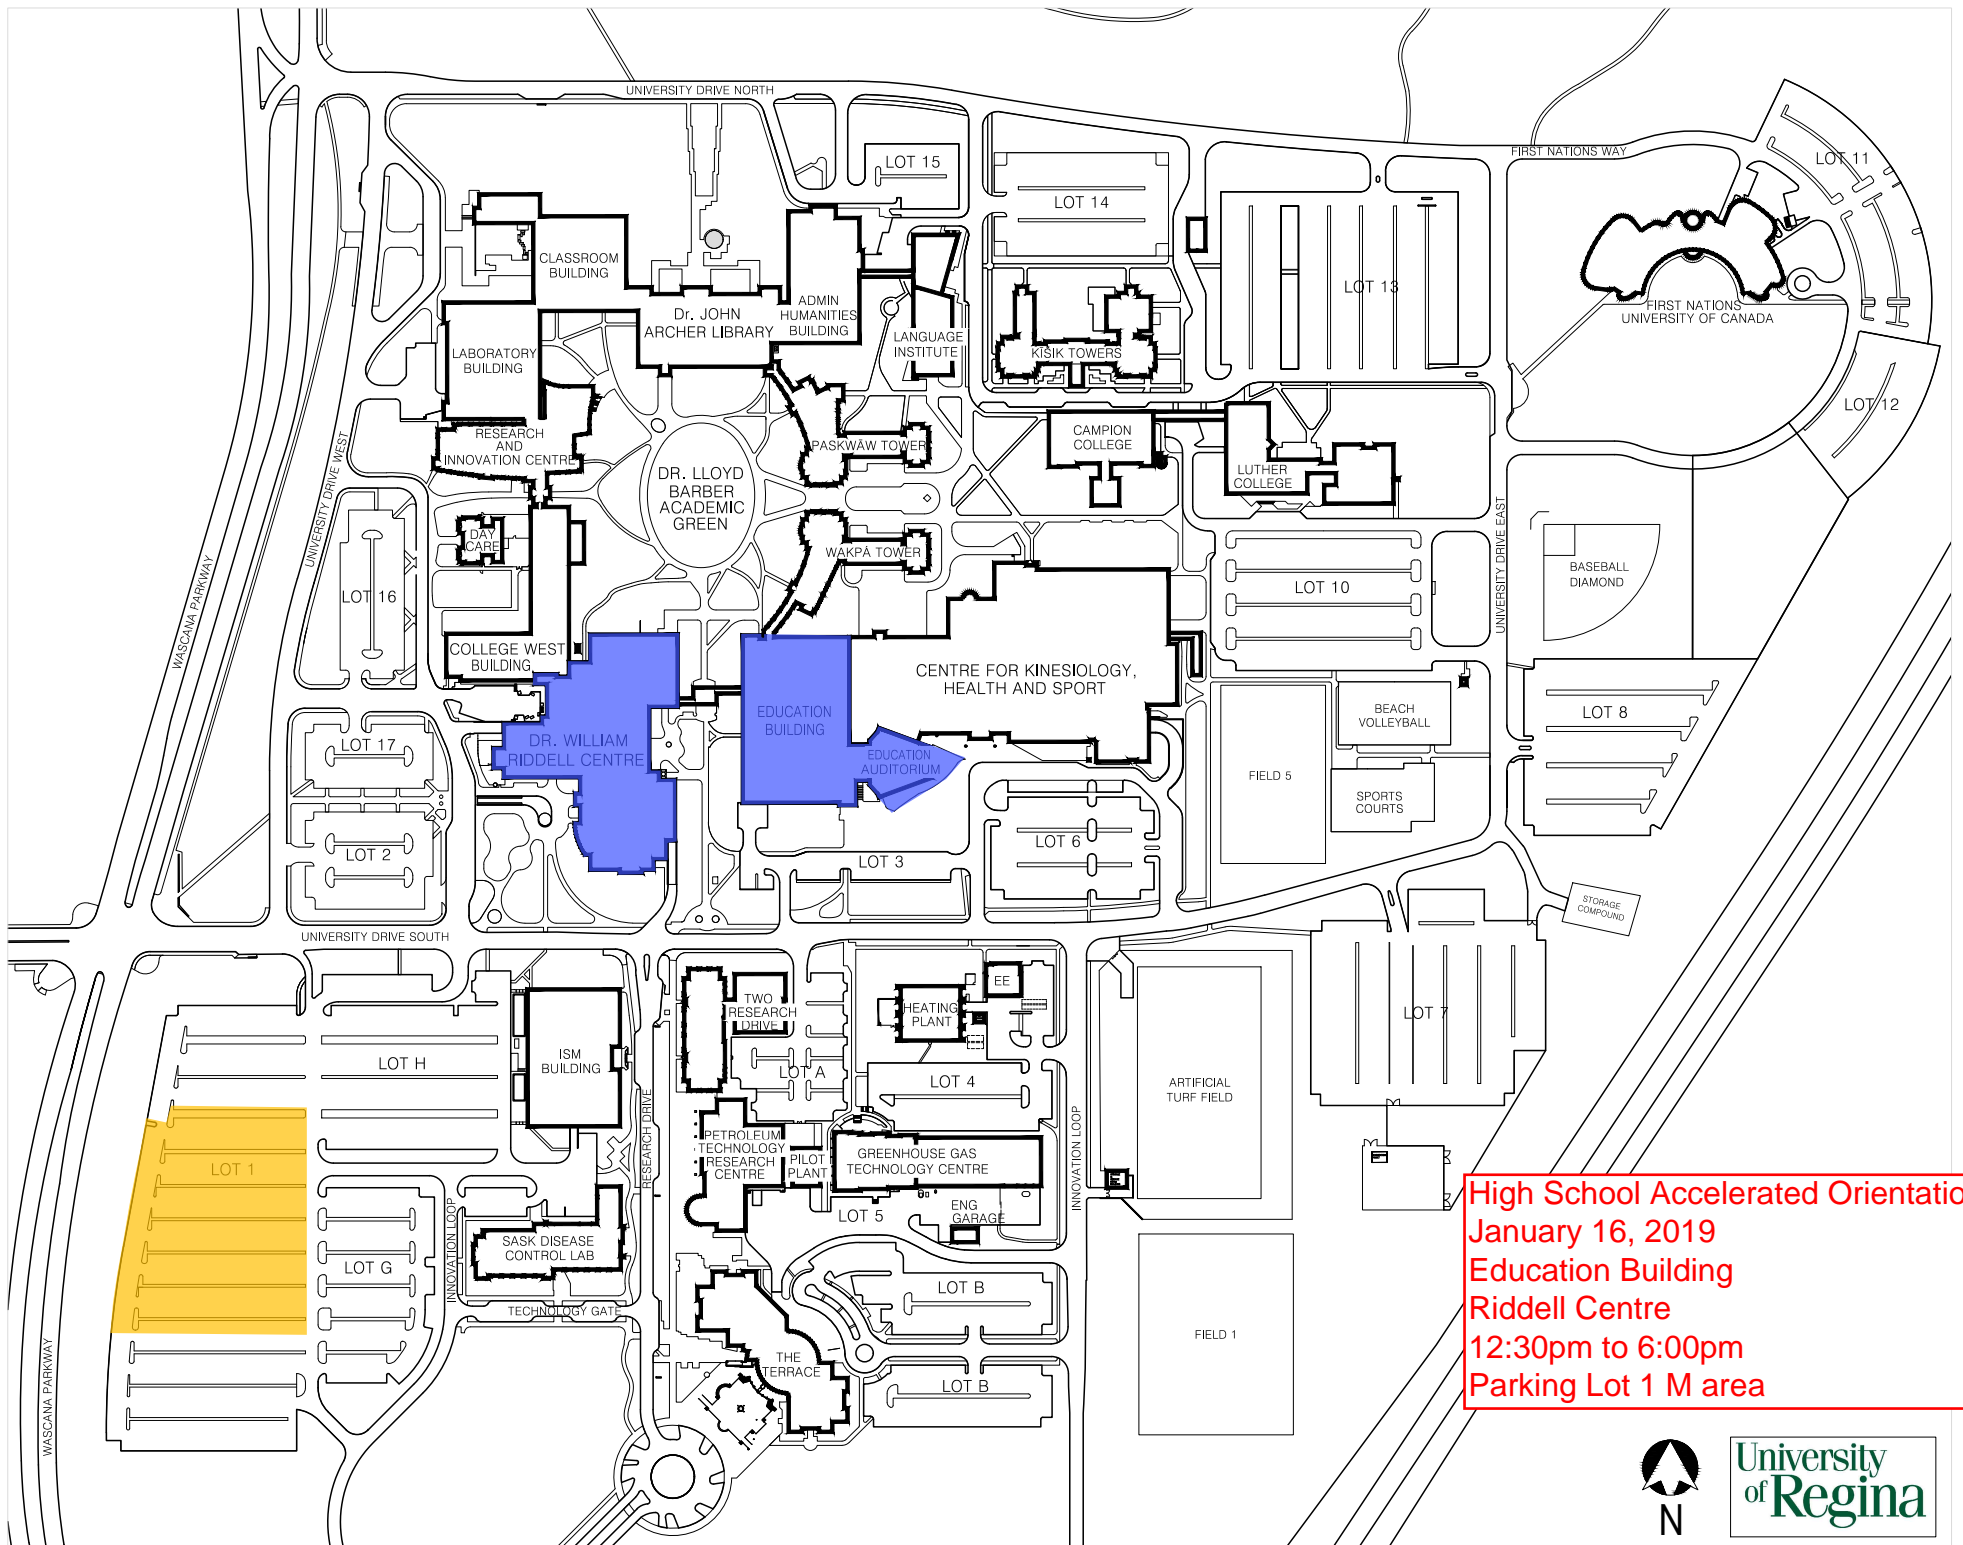 UNIVERSITY DRIVE NORTH
FIRST NATIONS WAY
LOT 11
LOT 15
LOT 14
CLASSROOM
BUILDING
LOT 13
Dr. JOHN
ARCHER LIBRARY
ADMIN
HUMANITIES
BUILDING
FIRST NATIONS
UNIVERSITY OF CANADA
LANGUAGE
INSTITUTE
KĪSIK TOWERS
LABORATORY
BUILDING
LOT 12
RESEARCH
AND
INNOVATION CENTRE
PASKWĀW TOWER
CAMPION
COLLEGE
LUTHER
COLLEGE
DR. LLOYD
BARBER
ACADEMIC
GREEN
UNIVERSITY DRIVE WEST
UNIVERSITY DRIVE EAST
WASCANA PARKWAY
DAY
CARE
WAKPĀ TOWER
BASEBALL
DIAMOND
LOT 16
LOT 10
COLLEGE WEST
BUILDING
CENTRE FOR KINESIOLOGY,
HEALTH AND SPORT
EDUCATION
BUILDING
BEACH
VOLLEYBALL
LOT 8
LOT 17
DR. WILLIAM
RIDDELL CENTRE
EDUCATION
AUDITORIUM
FIELD 5
SPORTS
COURTS
LOT 2
LOT 3
LOT 6
STORAGE
COMPOUND
UNIVERSITY DRIVE SOUTH
TWO
RESEARCH
DRIVE
EE
HEATING
PLANT
LOT 7
LOT H
ISM
BUILDING
LOT A
LOT 4
ARTIFICIAL
TURF FIELD
RESEARCH DRIVE
INNOVATION LOOP
PETROLEUM
TECHNOLOGY
RESEARCH
CENTRE
PILOT
PLANT
GREENHOUSE GAS
TECHNOLOGY CENTRE
LOT 1
LOT 5
ENG
GARAGE
SASK DISEASE
CONTROL LAB
LOT G
INNOVATION LOOP
TECHNOLOGY GATE
LOT B
FIELD 1
THE
TERRACE
LOT B
WASCANA PARKWAY
High School Accelerated Orientatio
January 16, 2019
Education Building
Riddell Centre
12:30pm to 6:00pm
Parking Lot 1 M area
N
University
of Regina